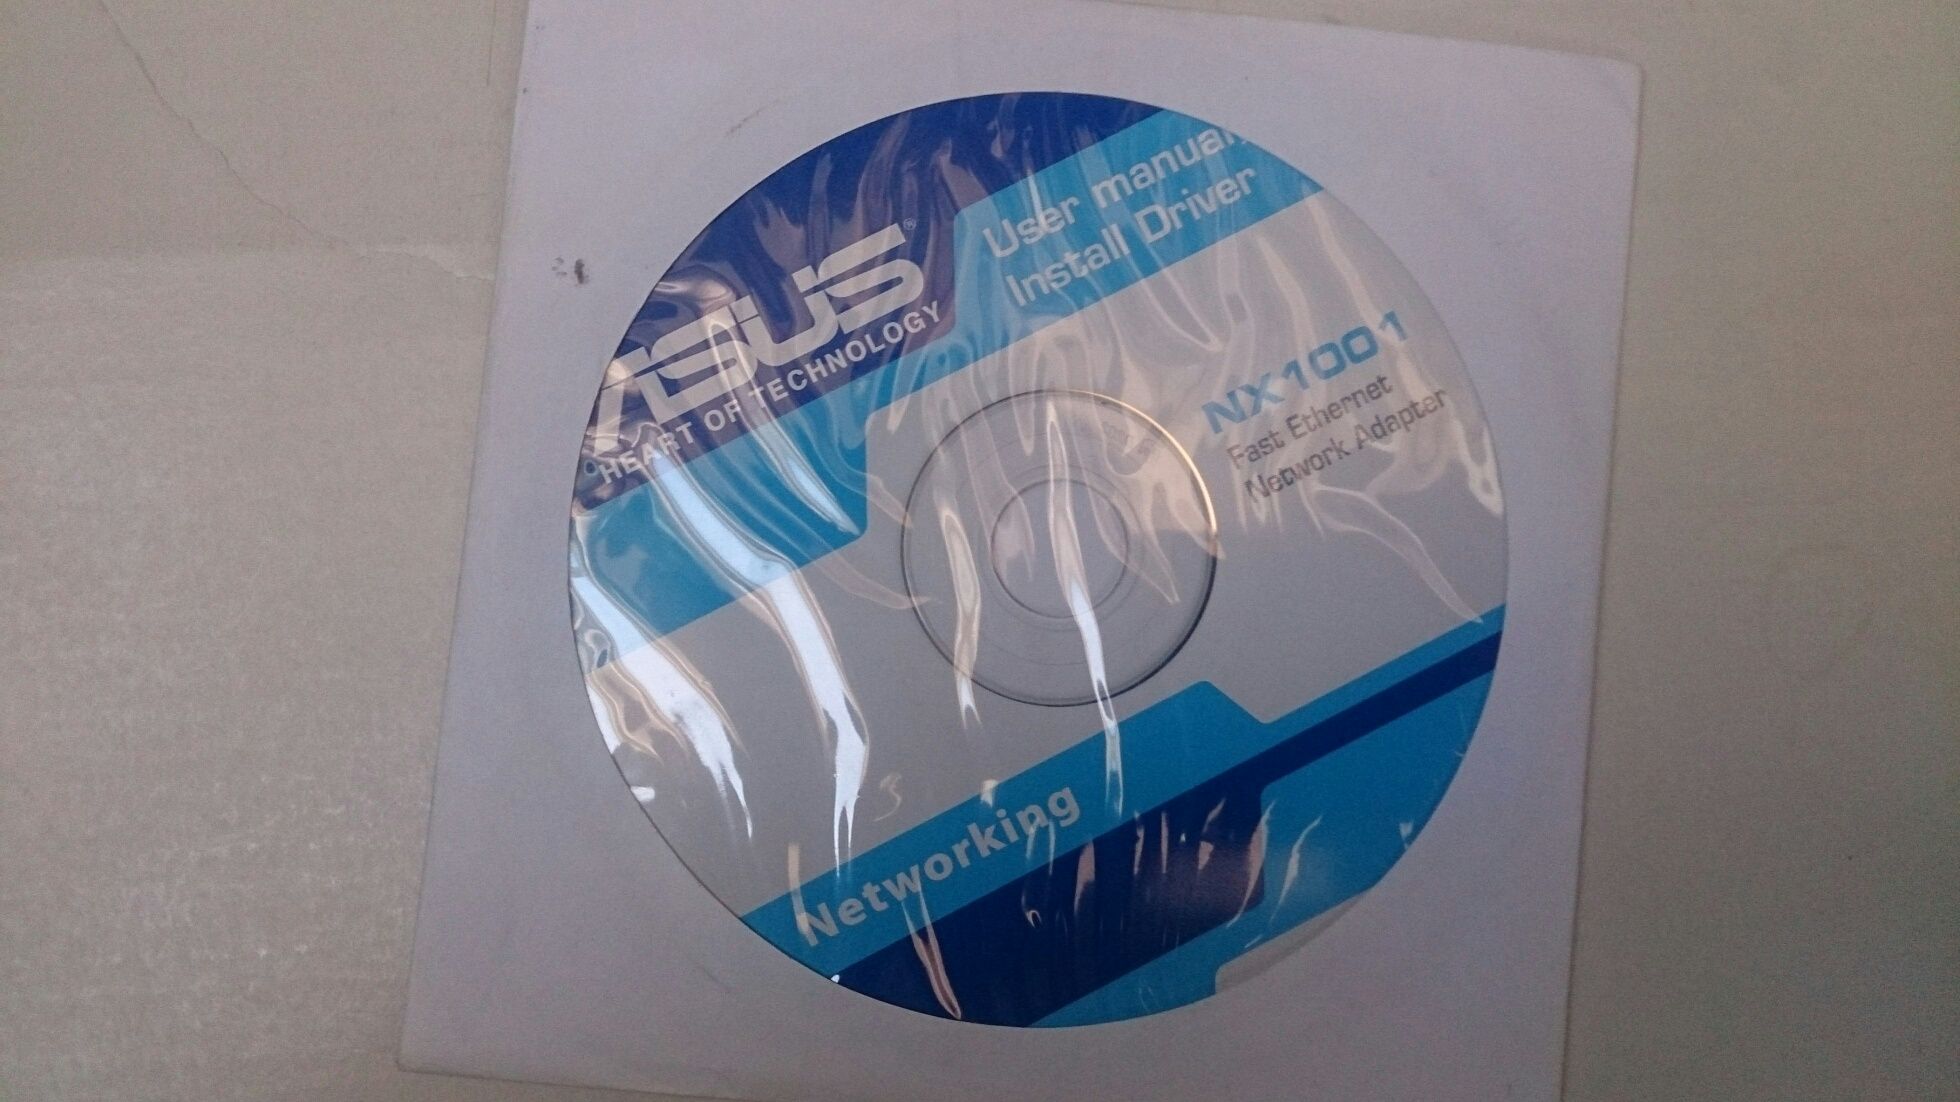 ASUS®
HEART OF TECHNOLOGY
User manual
Install Driver
NX1001
Fast Ethernet
Network Adapter
Networking